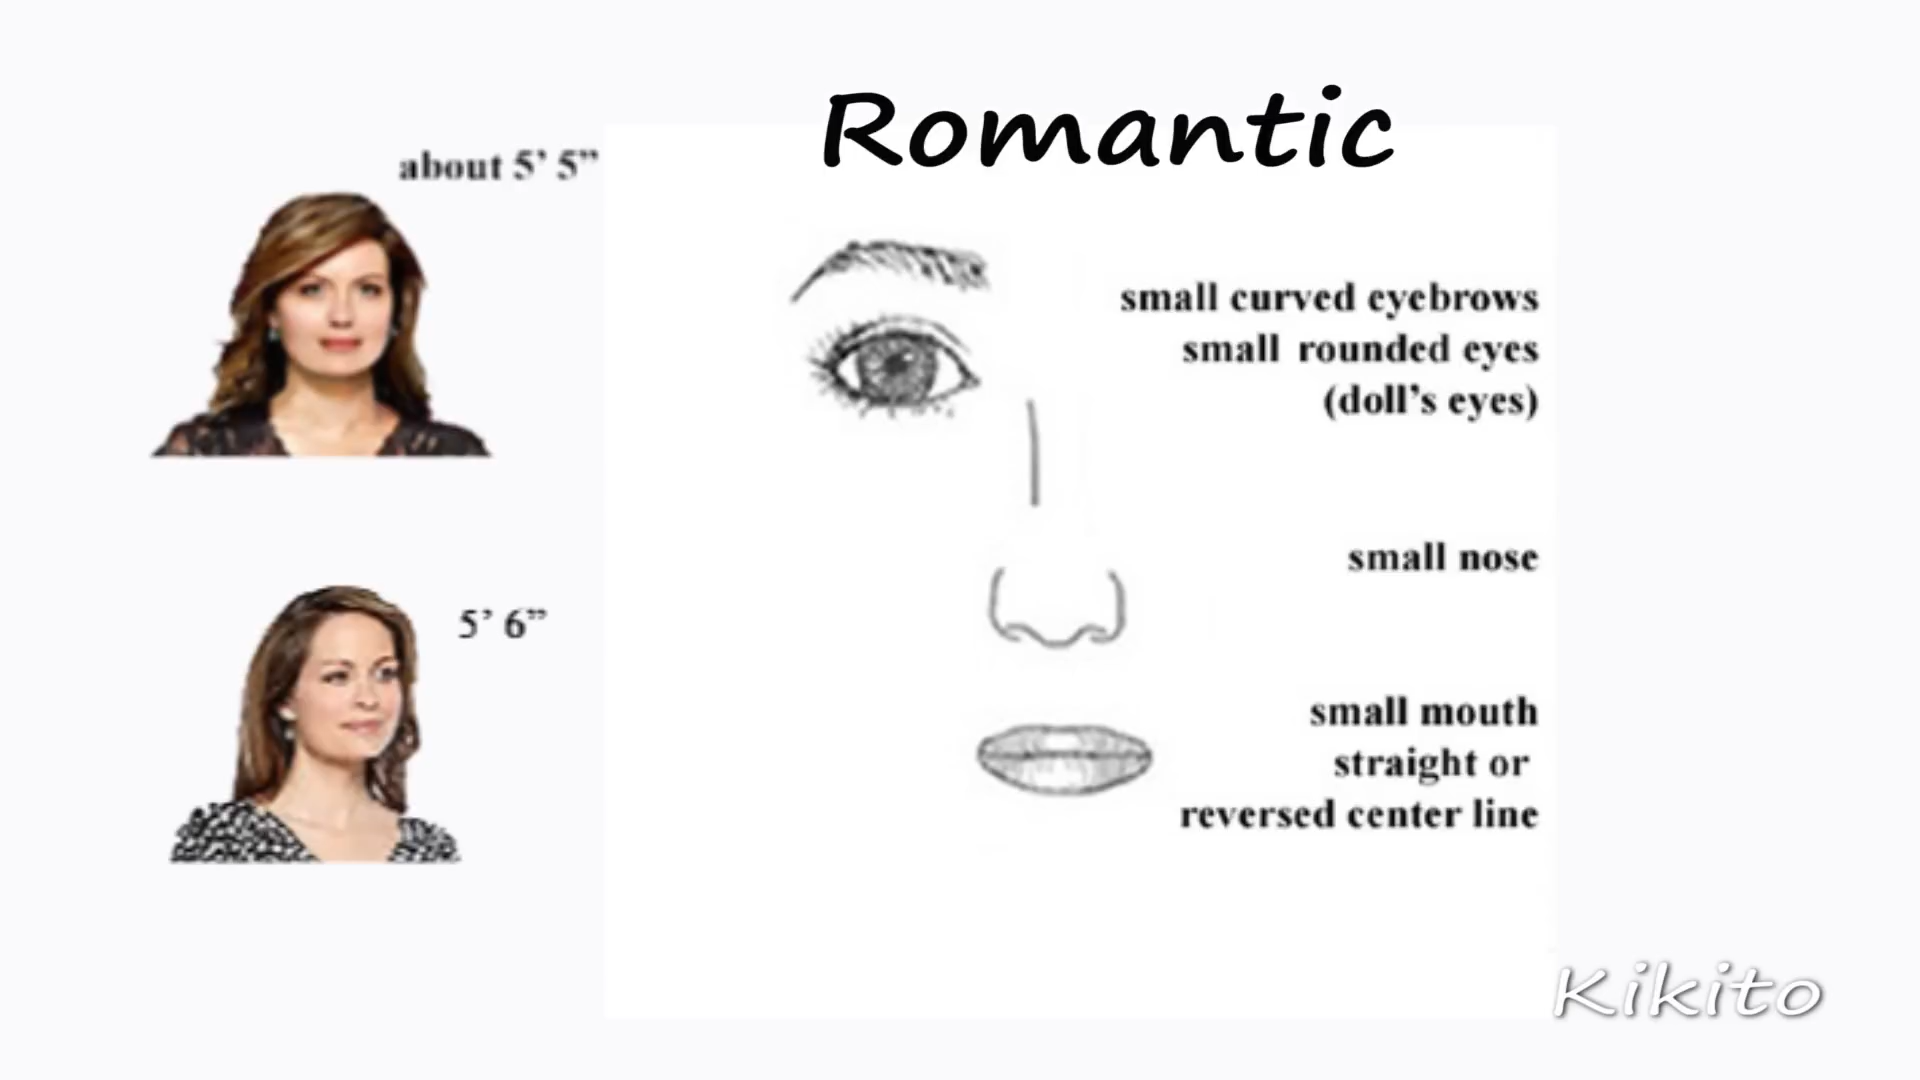 Romantic
about 5’ 5”
small curved eyebrows
small rounded eyes
(doll’s eyes)
small nose
5’ 6”
small mouth
straight or
reversed center line
Kikito